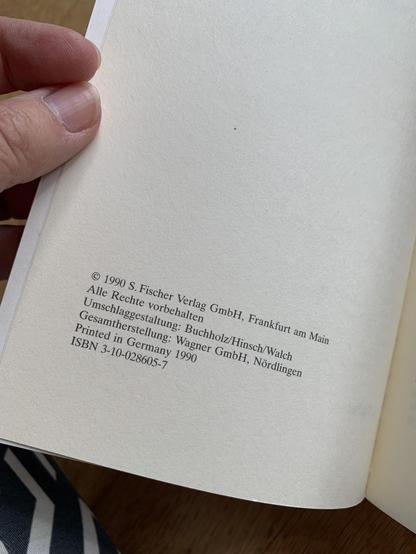 © 1990 S. Fischer Verlag GmbH, Frankfurt am Main
Alle Rechte vorbehalten
Umschlaggestaltung: Buchholz/Hinsch/Walch
Gesamtherstellung: Wagner GmbH, Nördlingen
Printed in Germany 1990
ISBN 3-10-028605-7